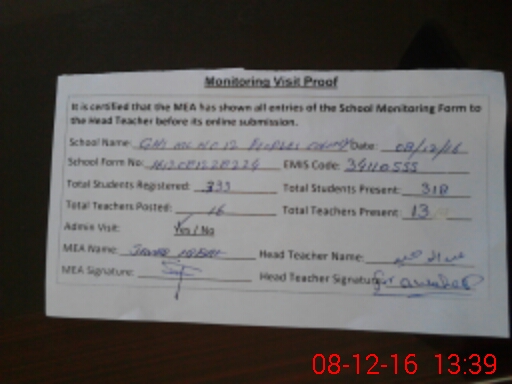 Monitoring Visit Proof
It is certified that the MEA has shown all entries of the School Monitoring Form to
the Head Teacher before its online submission.
School Name: Date: 08/12/16
School Form No: EMIS Code: 34110555
Total Students Registered: 333 Total Students Present: 318
Total Teachers Posted: 16 Total Teachers Present: 13
Admin Visit: Yes / No
MEA Name: Head Teacher Name:
MEA Signature: Head Teacher Signature:
08-12-16 13:39